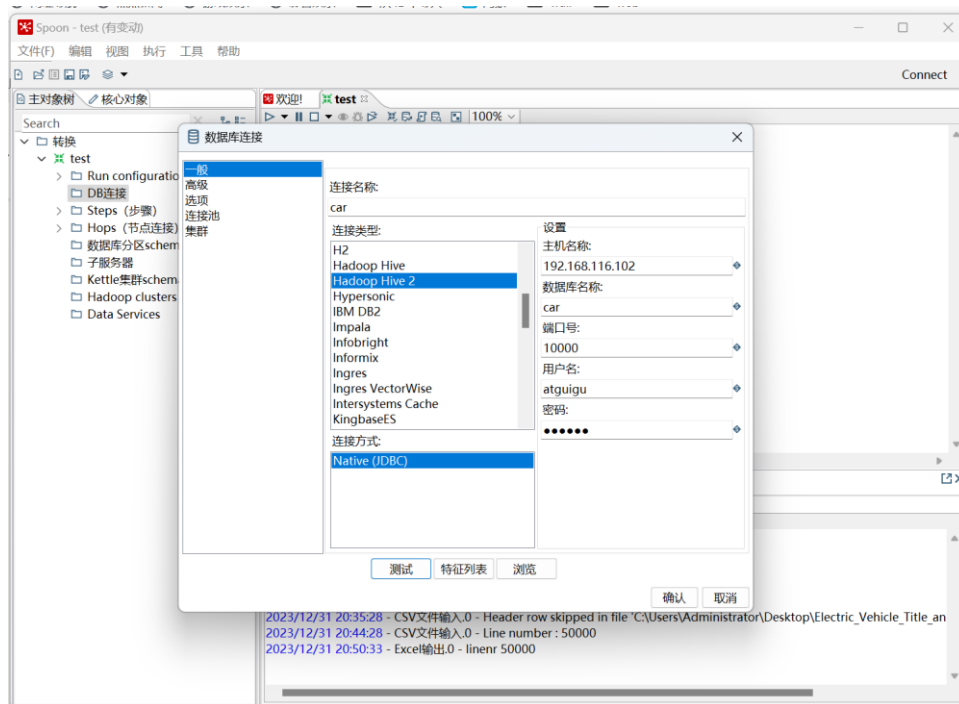 Spoon - test (有变动)
文件(F) 编辑 视图 执行 工具 帮助
Connect
主对象树 核心对象
欢迎! test
Search
100%
转换
test
Run configuratio
DB连接
Steps (步骤)
Hops (节点连接)
数据库分区schem
子服务器
Kettle集群schem
Hadoop clusters
Data Services
数据库连接
一般
高级
选项
连接池
集群
连接名称:
car
连接类型:
H2
Hadoop Hive
Hadoop Hive 2
Hypersonic
IBM DB2
Impala
Infobright
Informix
Ingres
Ingres VectorWise
Intersystems Cache
KingbaseES
连接方式:
Native (JDBC)
设置
主机名称:
192.168.116.102
数据库名称:
car
端口号:
10000
用户名:
atguigu
密码:
●●●●●●
测试 特征列表 浏览
确认 取消
2023/12/31 20:35:28 - CSV文件输入.0 - Header row skipped in file 'C:\Users\Administrator\Desktop\Electric_Vehicle_Title_an
2023/12/31 20:44:28 - CSV文件输入.0 - Line number : 50000
2023/12/31 20:50:33 - Excel输出.0 - linenr 50000